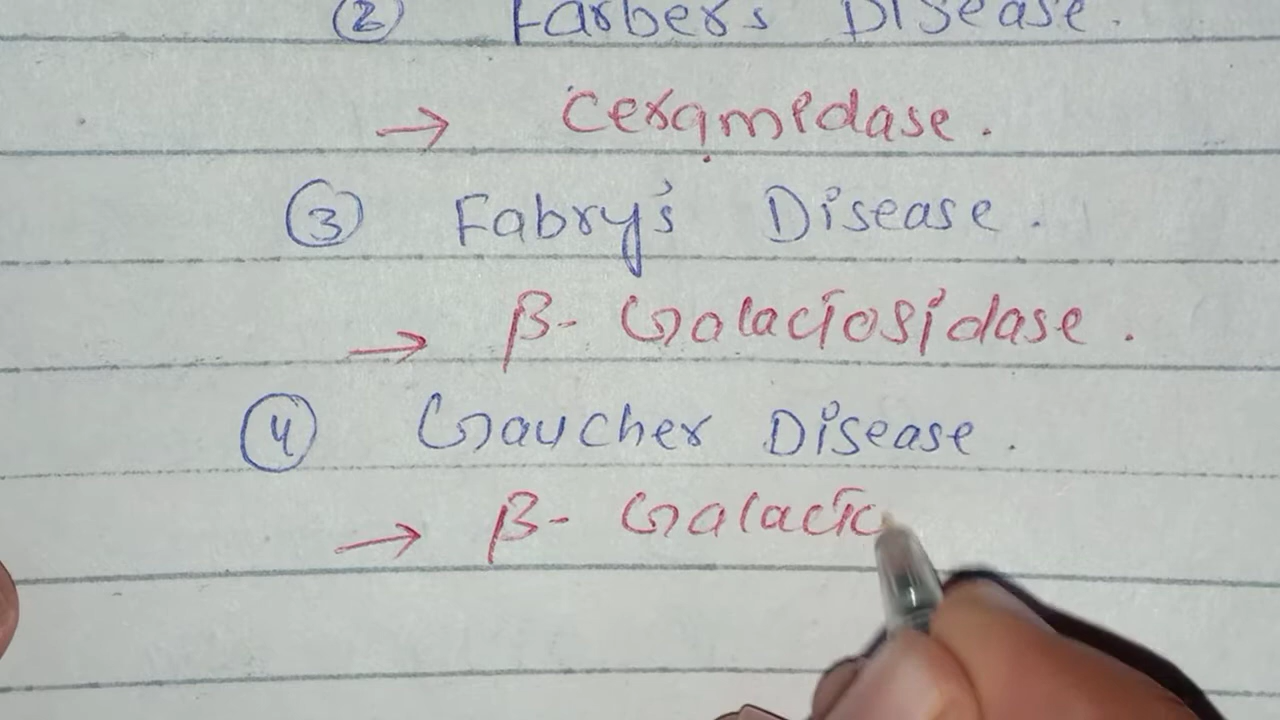 ② Farber's Disease.
→ Ceramidase.
③ Fabry's Disease.
→ β- Galactosidase.
④ Gaucher Disease.
→ β- Galacto